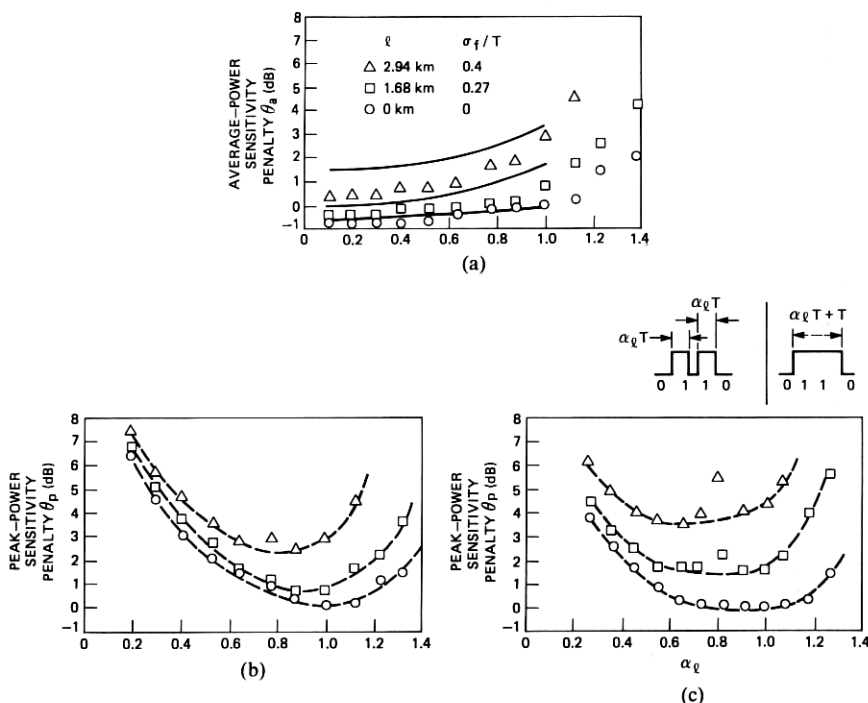 AVERAGE–POWER
SENSITIVITY
PENALTY θa (dB)
8
7
6
5
4
3
2
1
0
−1
ℓ σf / T
△ 2.94 km 0.4
□ 1.68 km 0.27
○ 0 km 0
0.2 0.4 0.6 0.8 1.0 1.2 1.4
(a)
αℓT
αℓT
0 1 1 0
αℓT + T
0 1 1 0
PEAK–POWER
SENSITIVITY
PENALTY θp (dB)
8
7
6
5
4
3
2
1
0
−1
0.2 0.4 0.6 0.8 1.0 1.2 1.4
(b)
PEAK–POWER
SENSITIVITY
PENALTY θp (dB)
8
7
6
5
4
3
2
1
0
−1
0.2 0.4 0.6 0.8 1.0 1.2 1.4
αℓ
(c)